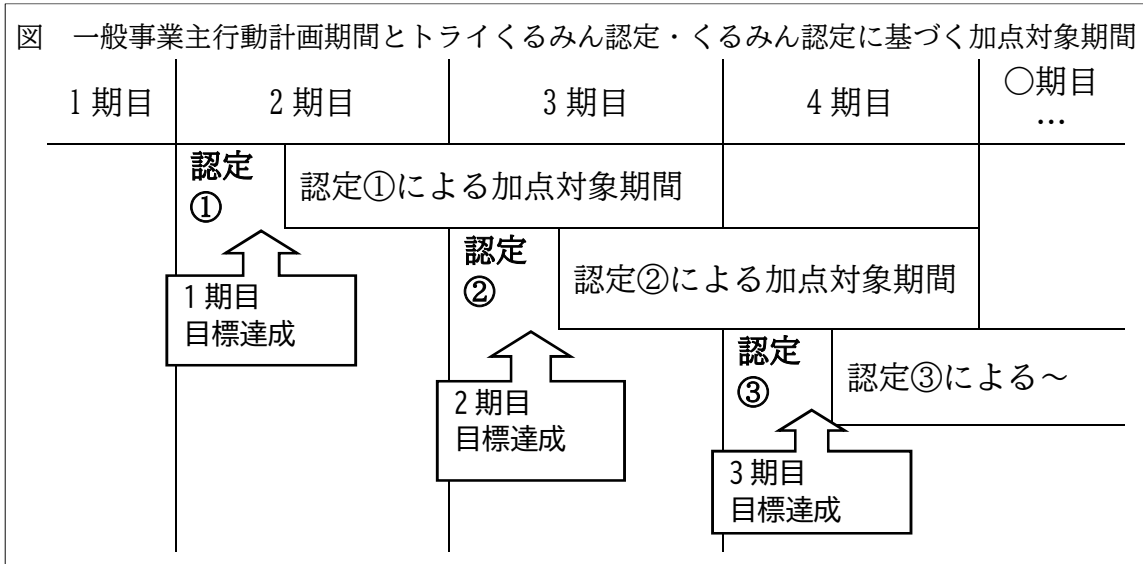 図　一般事業主行動計画期間とトライくるみん認定・くるみん認定に基づく加点対象期間
1期目
2期目
3期目
4期目
〇期目
…
認定
①
認定①による加点対象期間
1期目
目標達成
認定
②
認定②による加点対象期間
2期目
目標達成
認定
③
認定③による～
3期目
目標達成